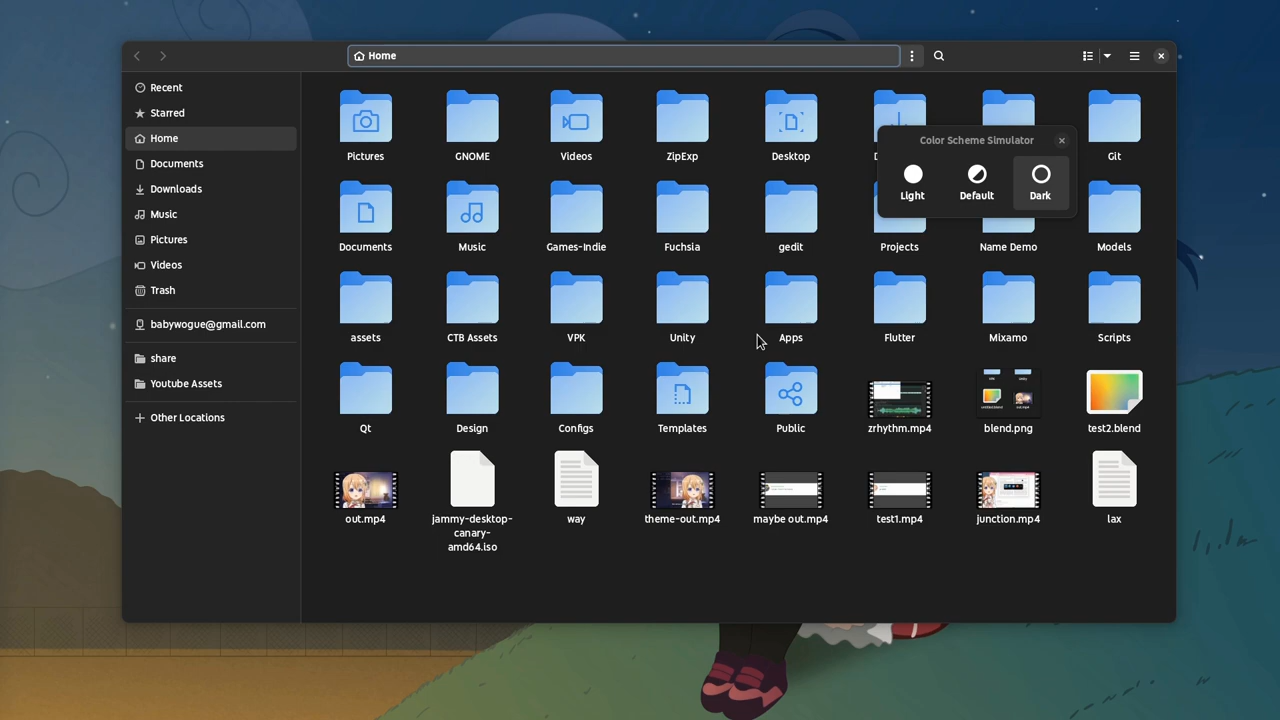 Home
Recent
Starred
Home
Documents
Downloads
Music
Pictures
Videos
Trash
babywogue@gmail.com
share
Youtube Assets
Other Locations
Pictures
GNOME
Videos
ZipExp
Desktop
Git
Color Scheme Simulator
Light
Default
Dark
Documents
Music
Games-Indie
Fuchsia
gedit
Projects
Name Demo
Models
assets
CTB Assets
VPK
Unity
Apps
Flutter
Mixamo
Scripts
Qt
Design
Configs
Templates
Public
zrhythm.mp4
blend.png
test2.blend
out.mp4
jammy-desktop-
canary-
amd64.iso
way
theme-out.mp4
maybe out.mp4
test1.mp4
junction.mp4
lax